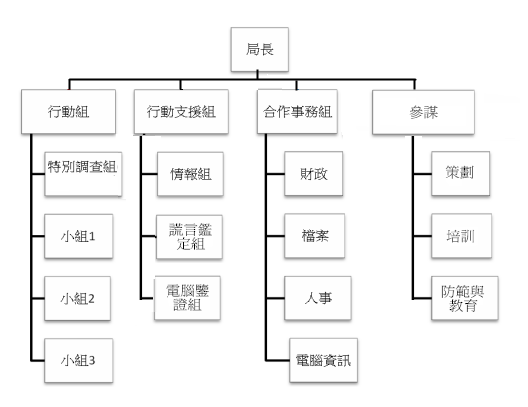 局長
行動組
行動支援組
合作事務組
參謀
特別調查組
情報組
財政
策劃
小組1
謊言鑑
定組
檔案
培訓
小組2
電腦鑒
證組
人事
防範與
教育
小組3
電腦資訊